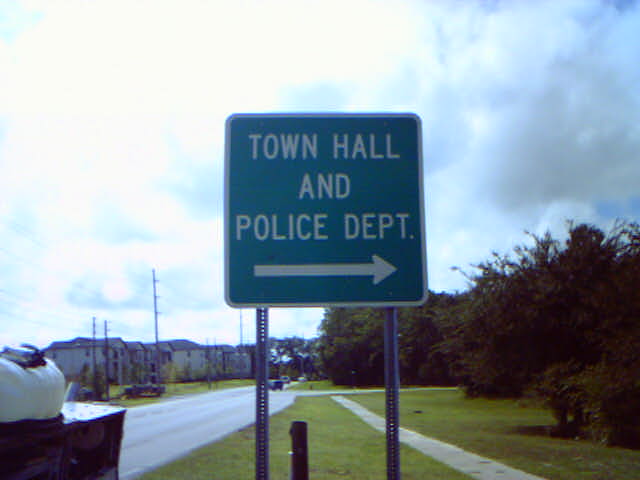 TOWN HALL
AND
POLICE DEPT.